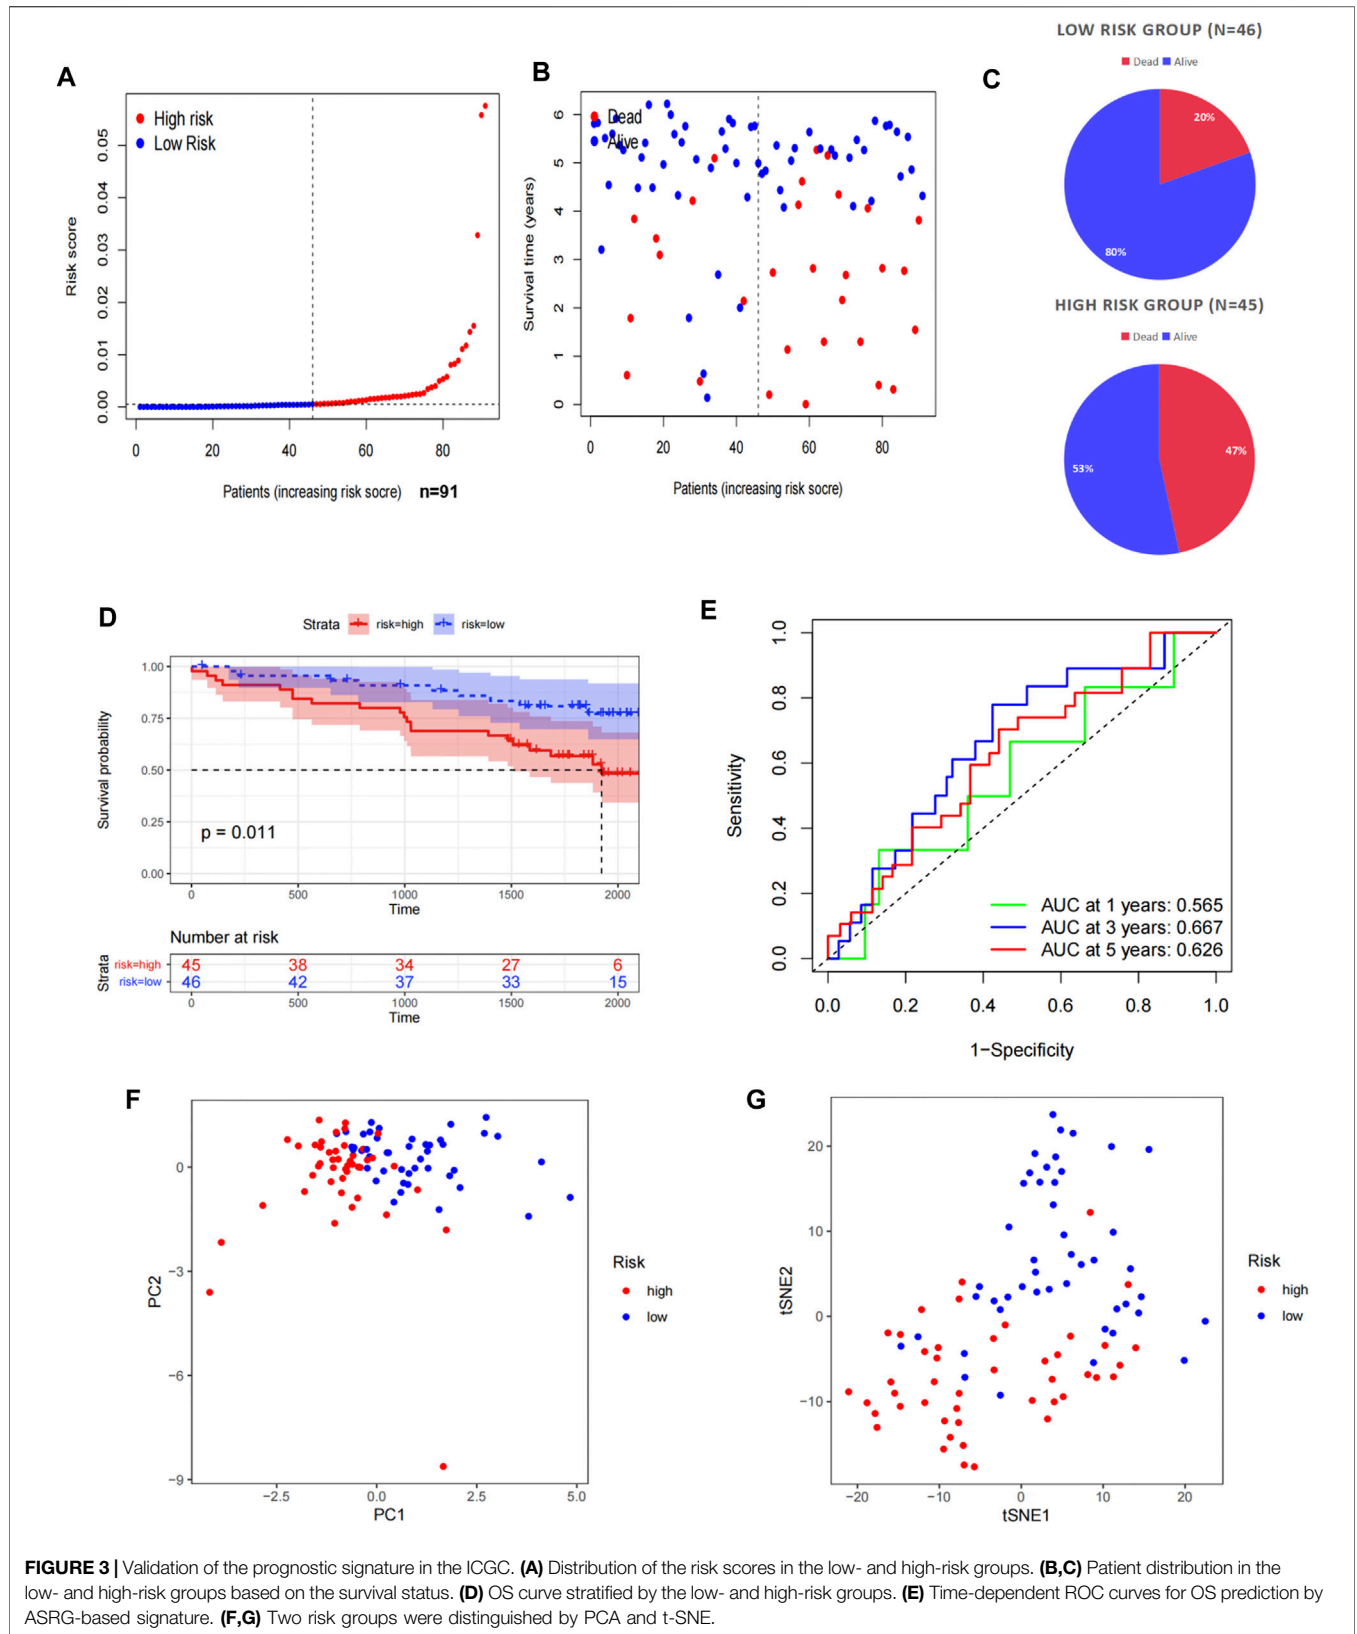 A
High risk
Low Risk
Risk score
0.05
0.04
0.03
0.02
0.01
0.00
0 20 40 60 80
Patients (increasing risk socre) n=91
B
Dead
Alive
Survival time (years)
6
5
4
3
2
1
0
0 20 40 60 80
Patients (increasing risk socre)
C
LOW RISK GROUP (N=46)
Dead Alive
20%
80%
HIGH RISK GROUP (N=45)
Dead Alive
47%
53%
D
Strata risk=high risk=low
Survival probability
1.00
0.75
0.50
0.25
0.00
p = 0.011
0 500 1000 1500 2000
Time
Number at risk
Strata
risk=high 45 38 34 27 6
risk=low 46 42 37 33 15
0 500 1000 1500 2000
Time
E
Sensitivity
1.0
0.8
0.6
0.4
0.2
0.0
AUC at 1 years: 0.565
AUC at 3 years: 0.667
AUC at 5 years: 0.626
0.0 0.2 0.4 0.6 0.8 1.0
1−Specificity
F
PC2
0
−3
−6
−9
−2.5 0.0 2.5 5.0
PC1
Risk
high
low
G
tSNE2
20
10
0
−10
−20 −10 0 10 20
tSNE1
Risk
high
low
FIGURE 3 | Validation of the prognostic signature in the ICGC. (A) Distribution of the risk scores in the low- and high-risk groups. (B,C) Patient distribution in the
low- and high-risk groups based on the survival status. (D) OS curve stratified by the low- and high-risk groups. (E) Time-dependent ROC curves for OS prediction by
ASRG-based signature. (F,G) Two risk groups were distinguished by PCA and t-SNE.